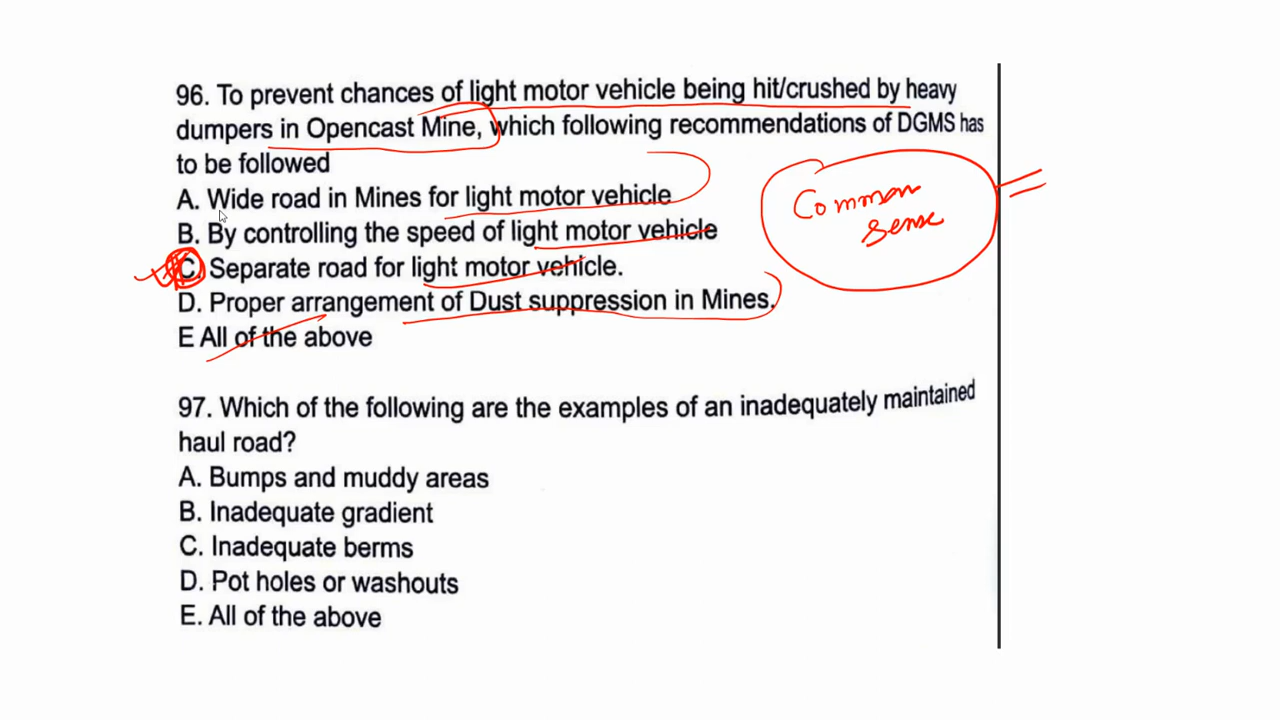 96. To prevent chances of light motor vehicle being hit/crushed by heavy
dumpers in Opencast Mine, which following recommendations of DGMS has
to be followed
A. Wide road in Mines for light motor vehicle
B. By controlling the speed of light motor vehicle
C. Separate road for light motor vehicle.
D. Proper arrangement of Dust suppression in Mines.
E All of the above
Common
sense
97. Which of the following are the examples of an inadequately maintained
haul road?
A. Bumps and muddy areas
B. Inadequate gradient
C. Inadequate berms
D. Pot holes or washouts
E. All of the above